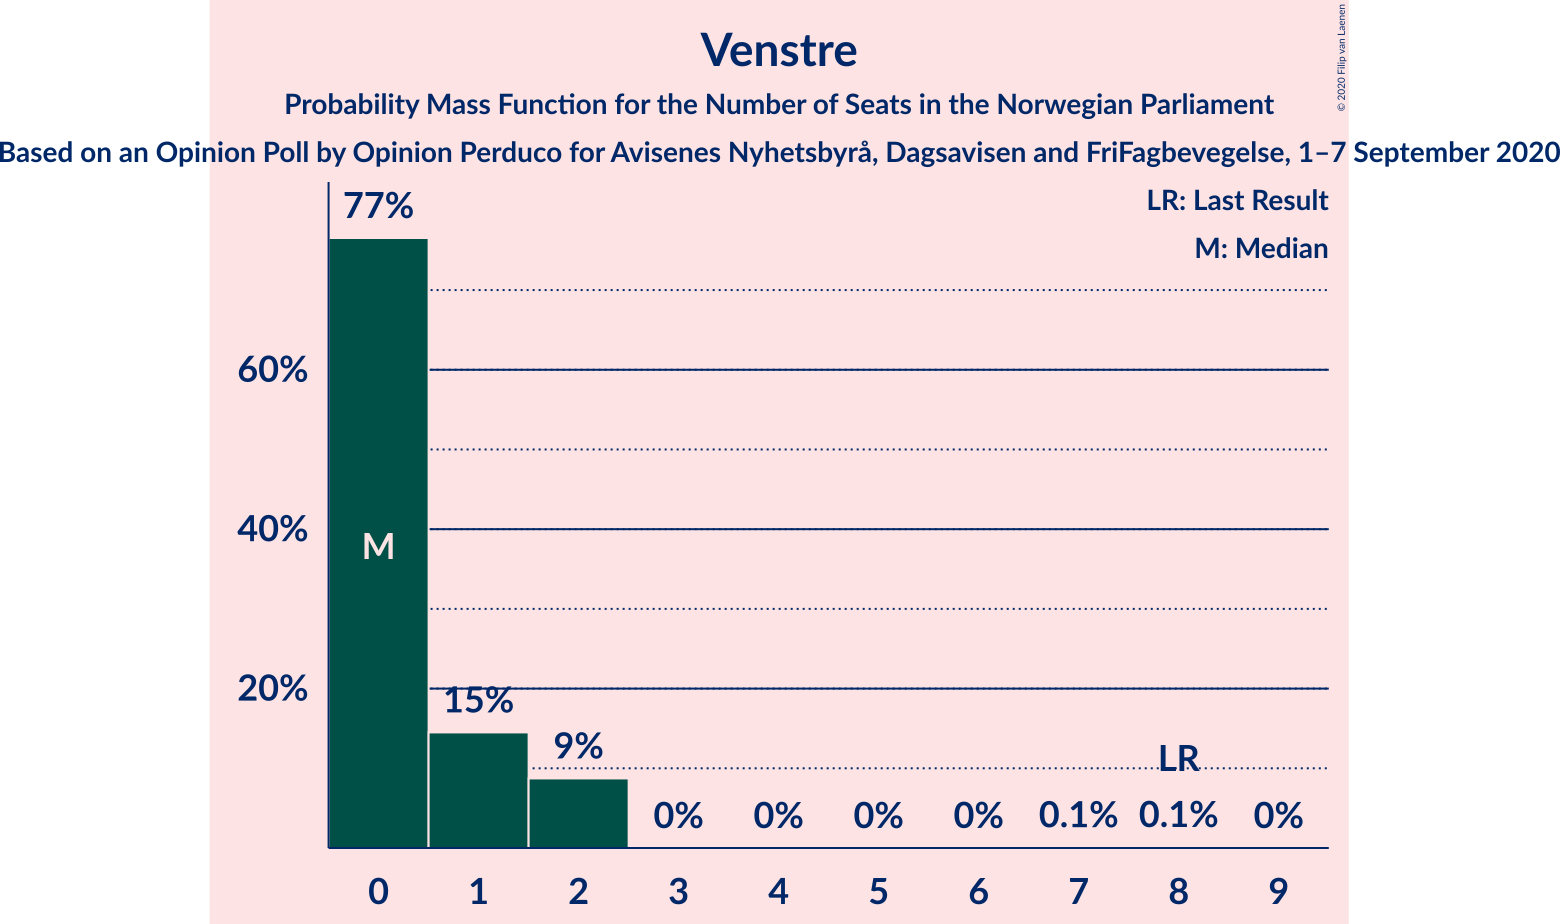 Venstre
Probability Mass Function for the Number of Seats in the Norwegian Parliament
Based on an Opinion Poll by Opinion Perduco for Avisenes Nyhetsbyrå, Dagsavisen and FriFagbevegelse, 1–7 September 2020
© 2020 Filip van Laenen
LR: Last Result
M: Median
77%
60%
40%
M
20%
15%
9%
LR
0%
0%
0%
0%
0.1%
0.1%
0%
0 1 2 3 4 5 6 7 8 9